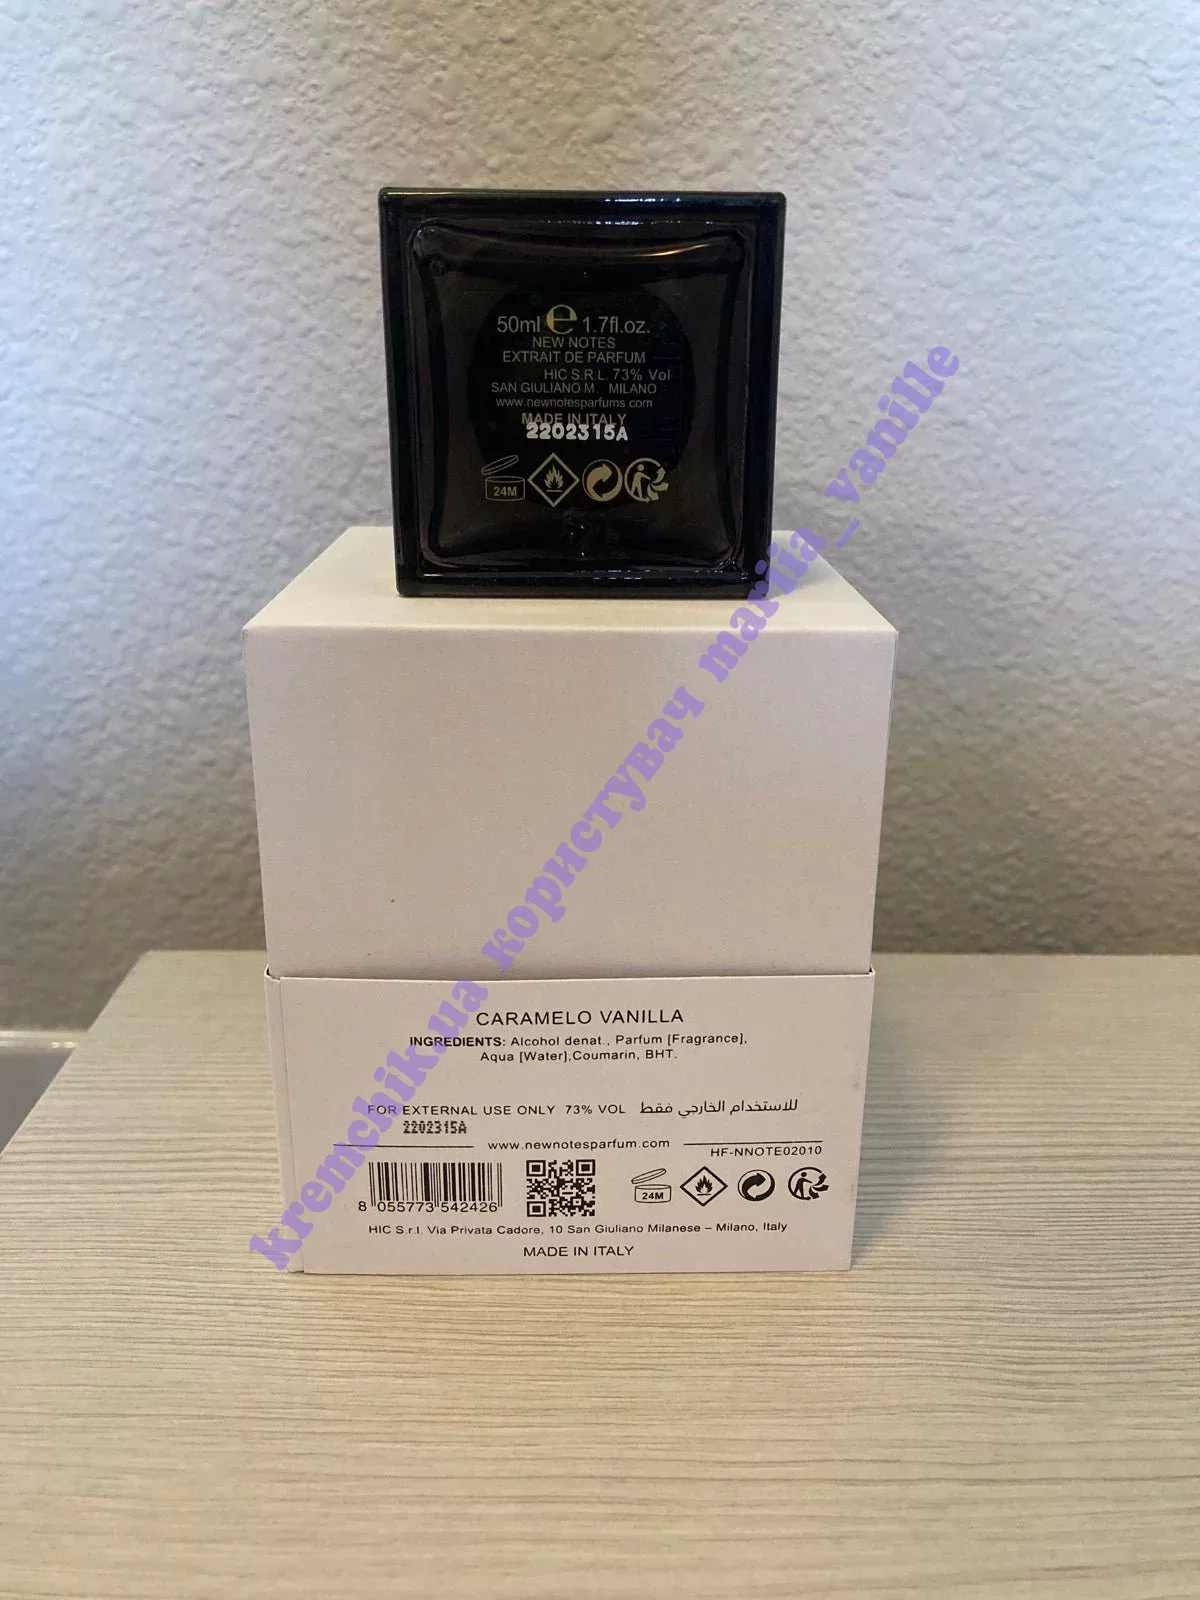 50ml e 1.7fl.oz.
NEW NOTES
EXTRAIT DE PARFUM
HIC S.R.L. 73% Vol
SAN GIULIANO M. MILANO
www.newnotesparfums.com
MADE IN ITALY
2202315A
24M
CARAMELO VANILLA
INGREDIENTS: Alcohol denat., Parfum [Fragrance],
Aqua [Water],Coumarin, BHT.
FOR EXTERNAL USE ONLY 73% VOL للاستخدام الخارجي فقط
2202315A
www.newnotesparfum.com
HF-NNOTE02010
8 055773 542426
24M
HIC S.r.l. Via Privata Cadore, 10 San Giuliano Milanese – Milano, Italy
MADE IN ITALY
kremchik.ua користувач mariia_vanille